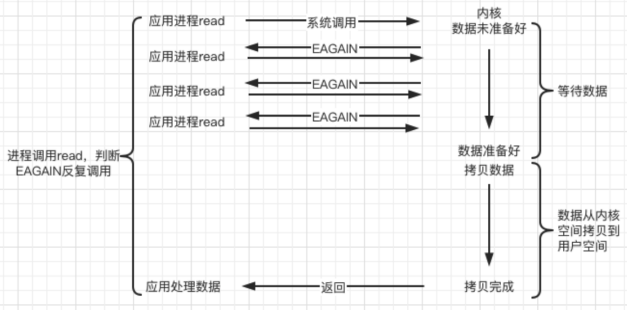 应用进程read
系统调用
内核
数据未准备好
EAGAIN
应用进程read
EAGAIN
应用进程read
等待数据
EAGAIN
应用进程read
进程调用read，判断
EAGAIN反复调用
数据准备好
拷贝数据
数据从内核
空间拷贝到
用户空间
应用处理数据
返回
拷贝完成